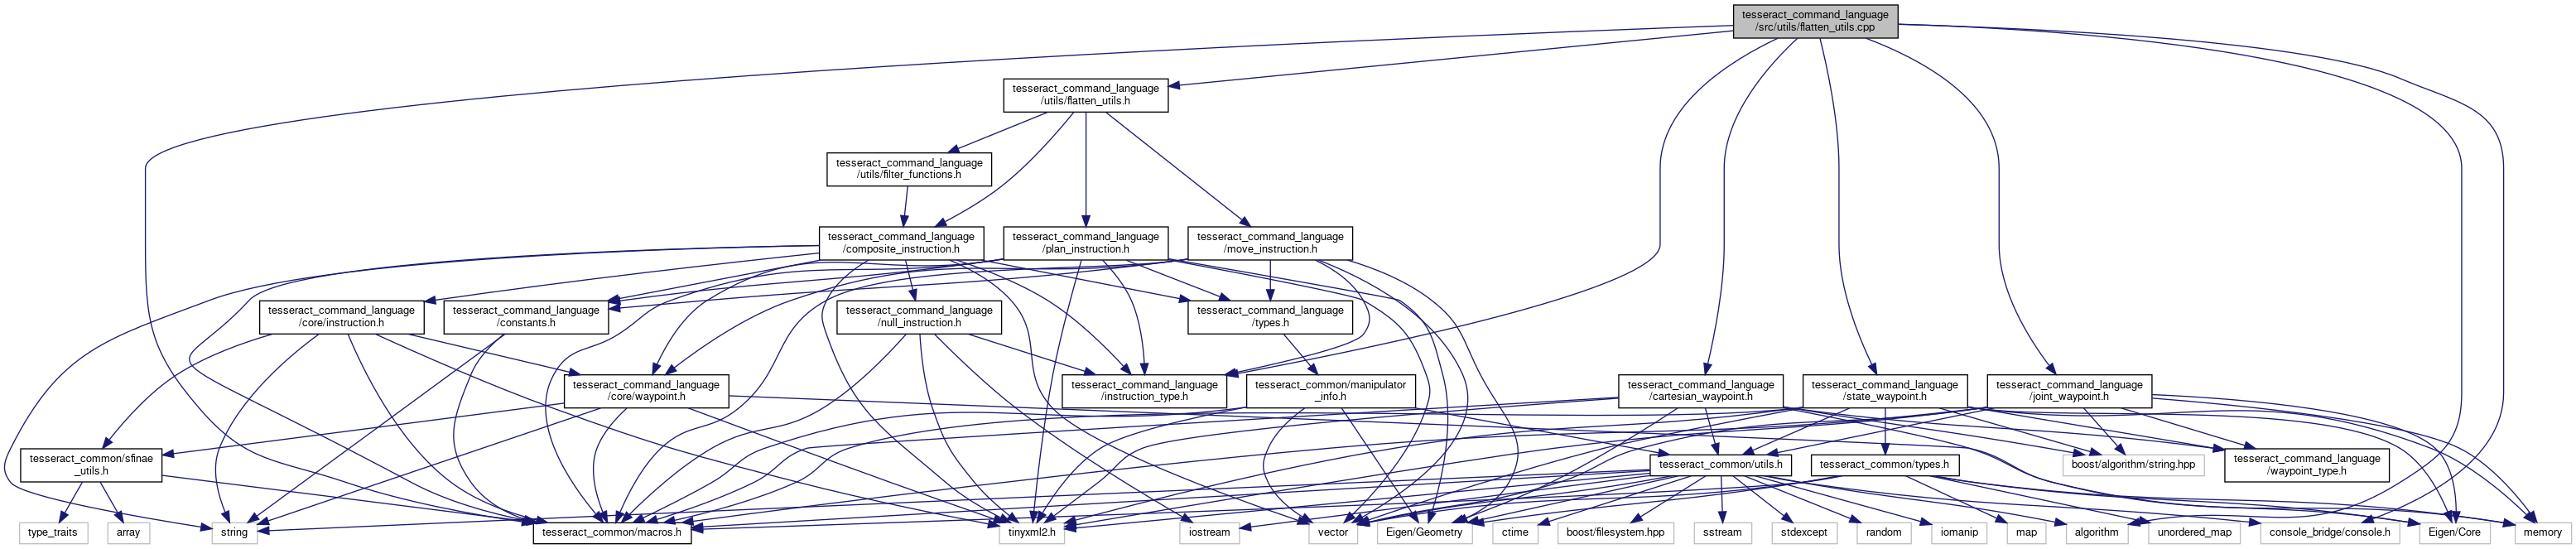 tesseract_command_language
/src/utils/flatten_utils.cpp
tesseract_command_language
/utils/flatten_utils.h
tesseract_command_language
/utils/filter_functions.h
tesseract_command_language
/composite_instruction.h
tesseract_command_language
/plan_instruction.h
tesseract_command_language
/move_instruction.h
tesseract_command_language
/core/instruction.h
tesseract_command_language
/constants.h
tesseract_command_language
/null_instruction.h
tesseract_command_language
/types.h
tesseract_command_language
/core/waypoint.h
tesseract_command_language
/instruction_type.h
tesseract_common/manipulator
_info.h
tesseract_command_language
/cartesian_waypoint.h
tesseract_command_language
/state_waypoint.h
tesseract_command_language
/joint_waypoint.h
tesseract_common/sfinae
_utils.h
tesseract_common/utils.h
tesseract_common/types.h
boost/algorithm/string.hpp
tesseract_command_language
/waypoint_type.h
type_traits
array
string
tesseract_common/macros.h
tinyxml2.h
iostream
vector
Eigen/Geometry
ctime
boost/filesystem.hpp
sstream
stdexcept
random
iomanip
map
algorithm
unordered_map
console_bridge/console.h
Eigen/Core
memory